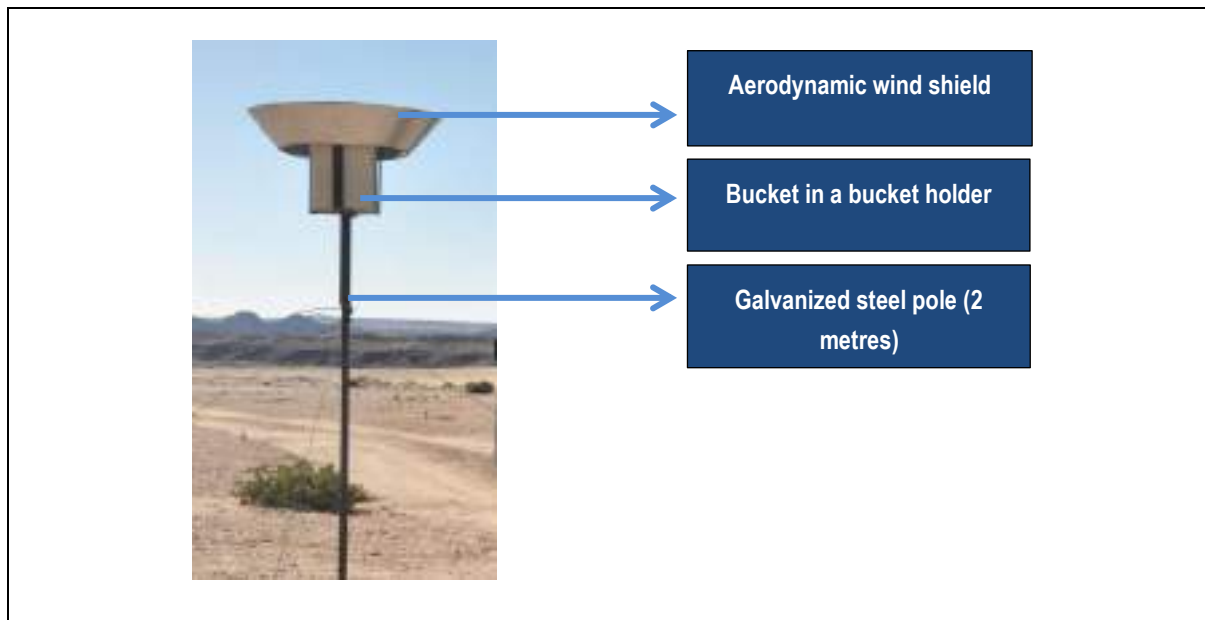 Aerodynamic wind shield
Bucket in a bucket holder
Galvanized steel pole (2
metres)